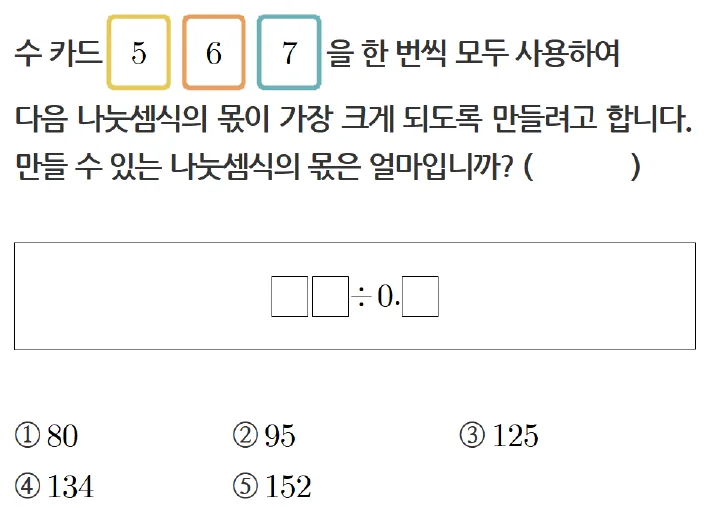 수 카드 5 6 7 을 한 번씩 모두 사용하여
다음 나눗셈식의 몫이 가장 크게 되도록 만들려고 합니다.
만들 수 있는 나눗셈식의 몫은 얼마입니까? ( )
□□÷0.□
① 80 ② 95 ③ 125
④ 134 ⑤ 152